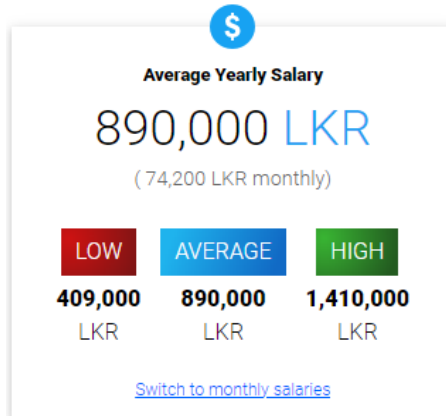 $
Average Yearly Salary
890,000 LKR
( 74,200 LKR monthly)
LOW AVERAGE HIGH
409,000 890,000 1,410,000
LKR LKR LKR
Switch to monthly salaries